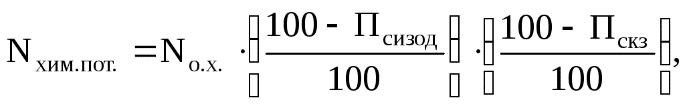 N хим.пот. = N о.х. · (100 - П сизод / 100) · (100 - П скз / 100),